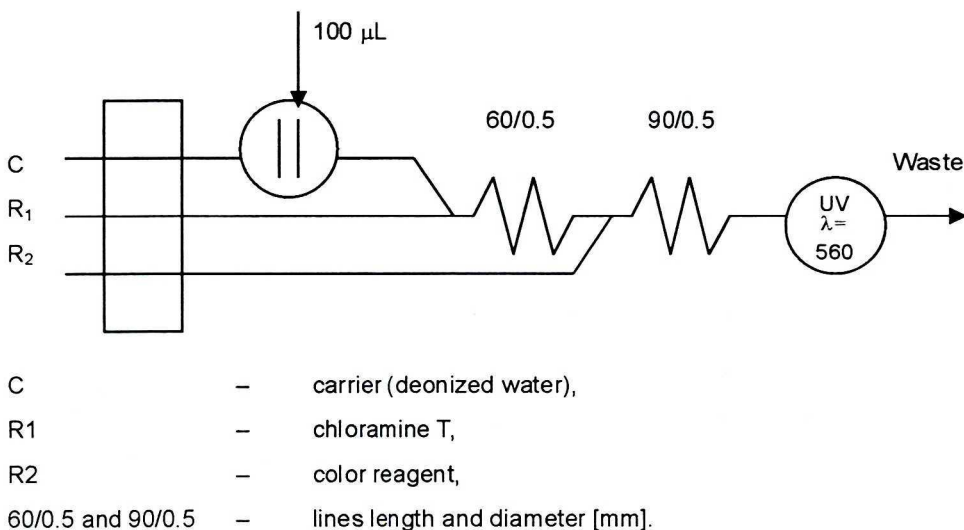 100 μL
60/0.5 90/0.5
C
Waste
R1
R2
UV
λ=
560
C – carrier (deonized water),
R1 – chloramine T,
R2 – color reagent,
60/0.5 and 90/0.5 – lines length and diameter [mm].